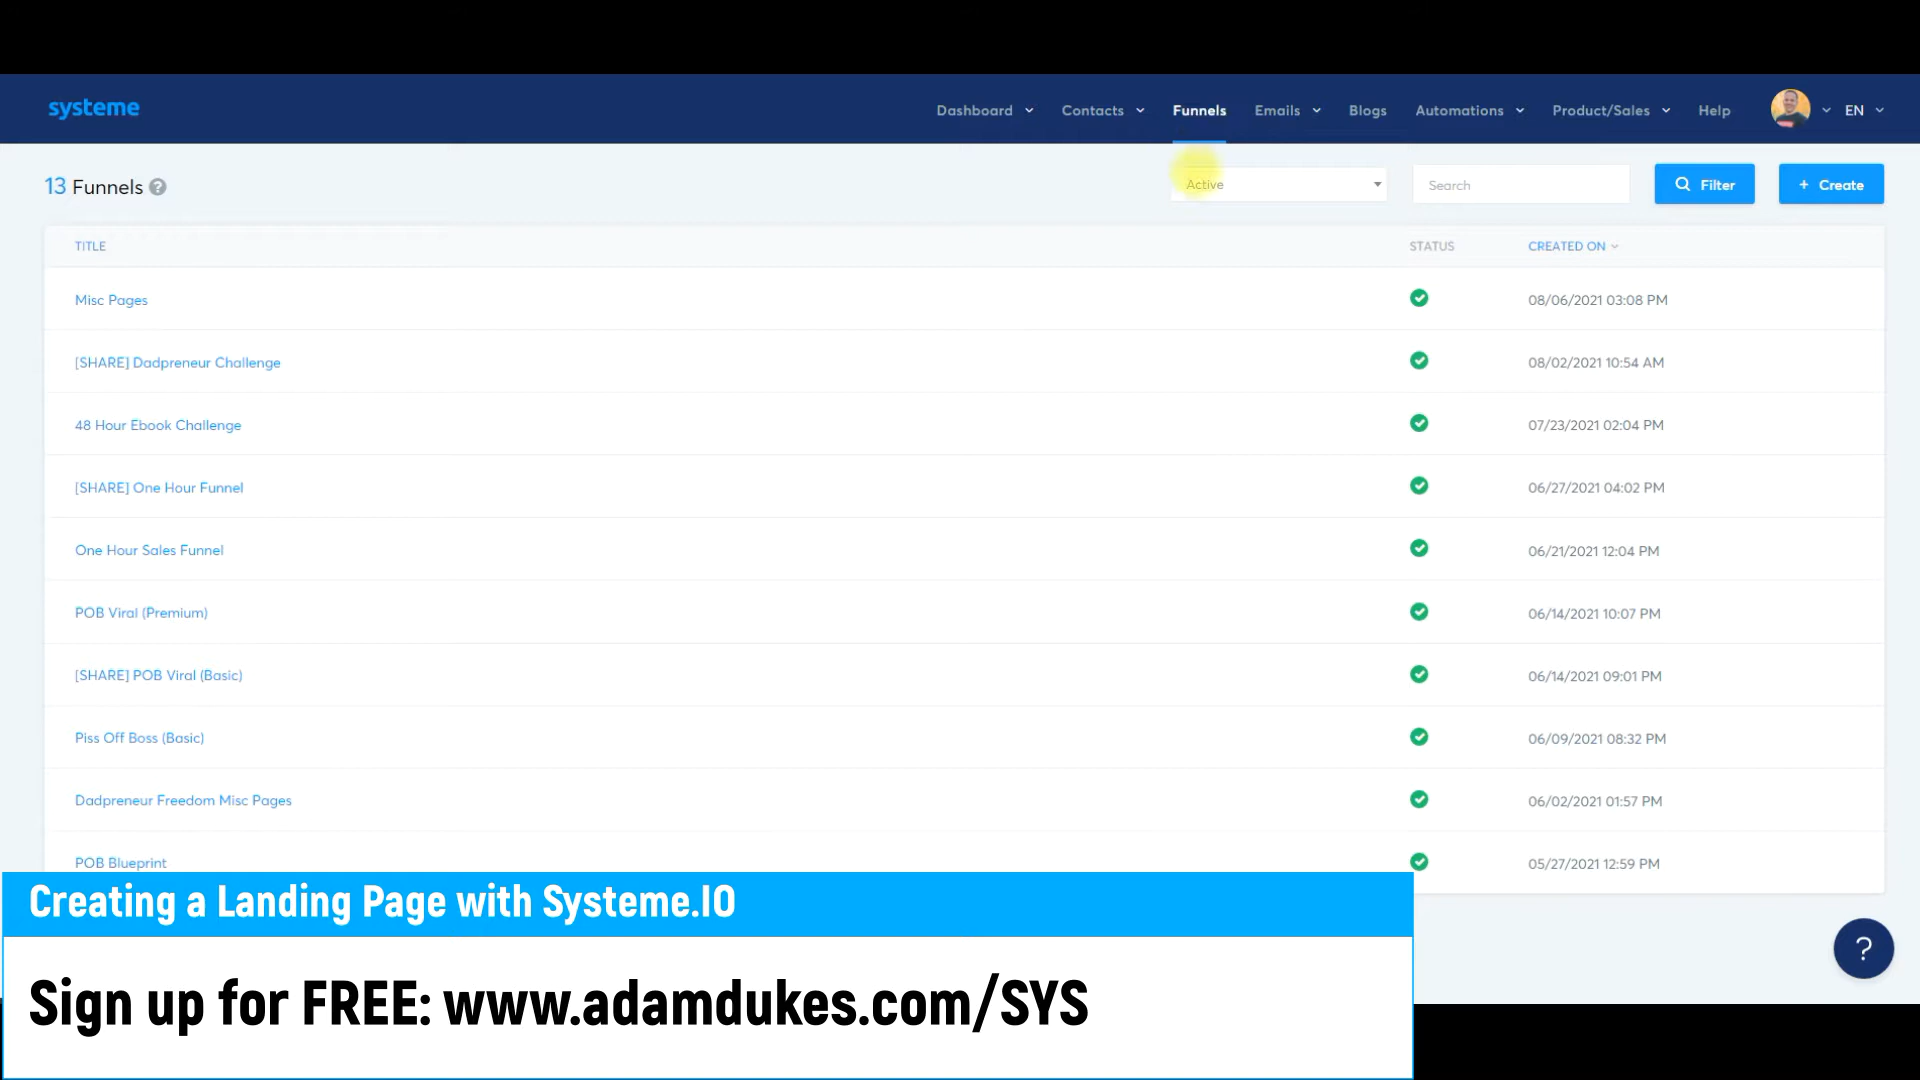 systeme
Dashboard Contacts Funnels Emails Blogs Automations Product/Sales Help EN
13 Funnels ?
Active
Search
Filter
+ Create
TITLE STATUS CREATED ON
Misc Pages 08/06/2021 03:08 PM
[SHARE] Dadpreneur Challenge 08/02/2021 10:54 AM
48 Hour Ebook Challenge 07/23/2021 02:04 PM
[SHARE] One Hour Funnel 06/27/2021 04:02 PM
One Hour Sales Funnel 06/21/2021 12:04 PM
POB Viral (Premium) 06/14/2021 10:07 PM
[SHARE] POB Viral (Basic) 06/14/2021 09:01 PM
Piss Off Boss (Basic) 06/09/2021 08:32 PM
Dadpreneur Freedom Misc Pages 06/02/2021 01:57 PM
POB Blueprint 05/27/2021 12:59 PM
Creating a Landing Page with Systeme.IO
Sign up for FREE: www.adamdukes.com/SYS
?